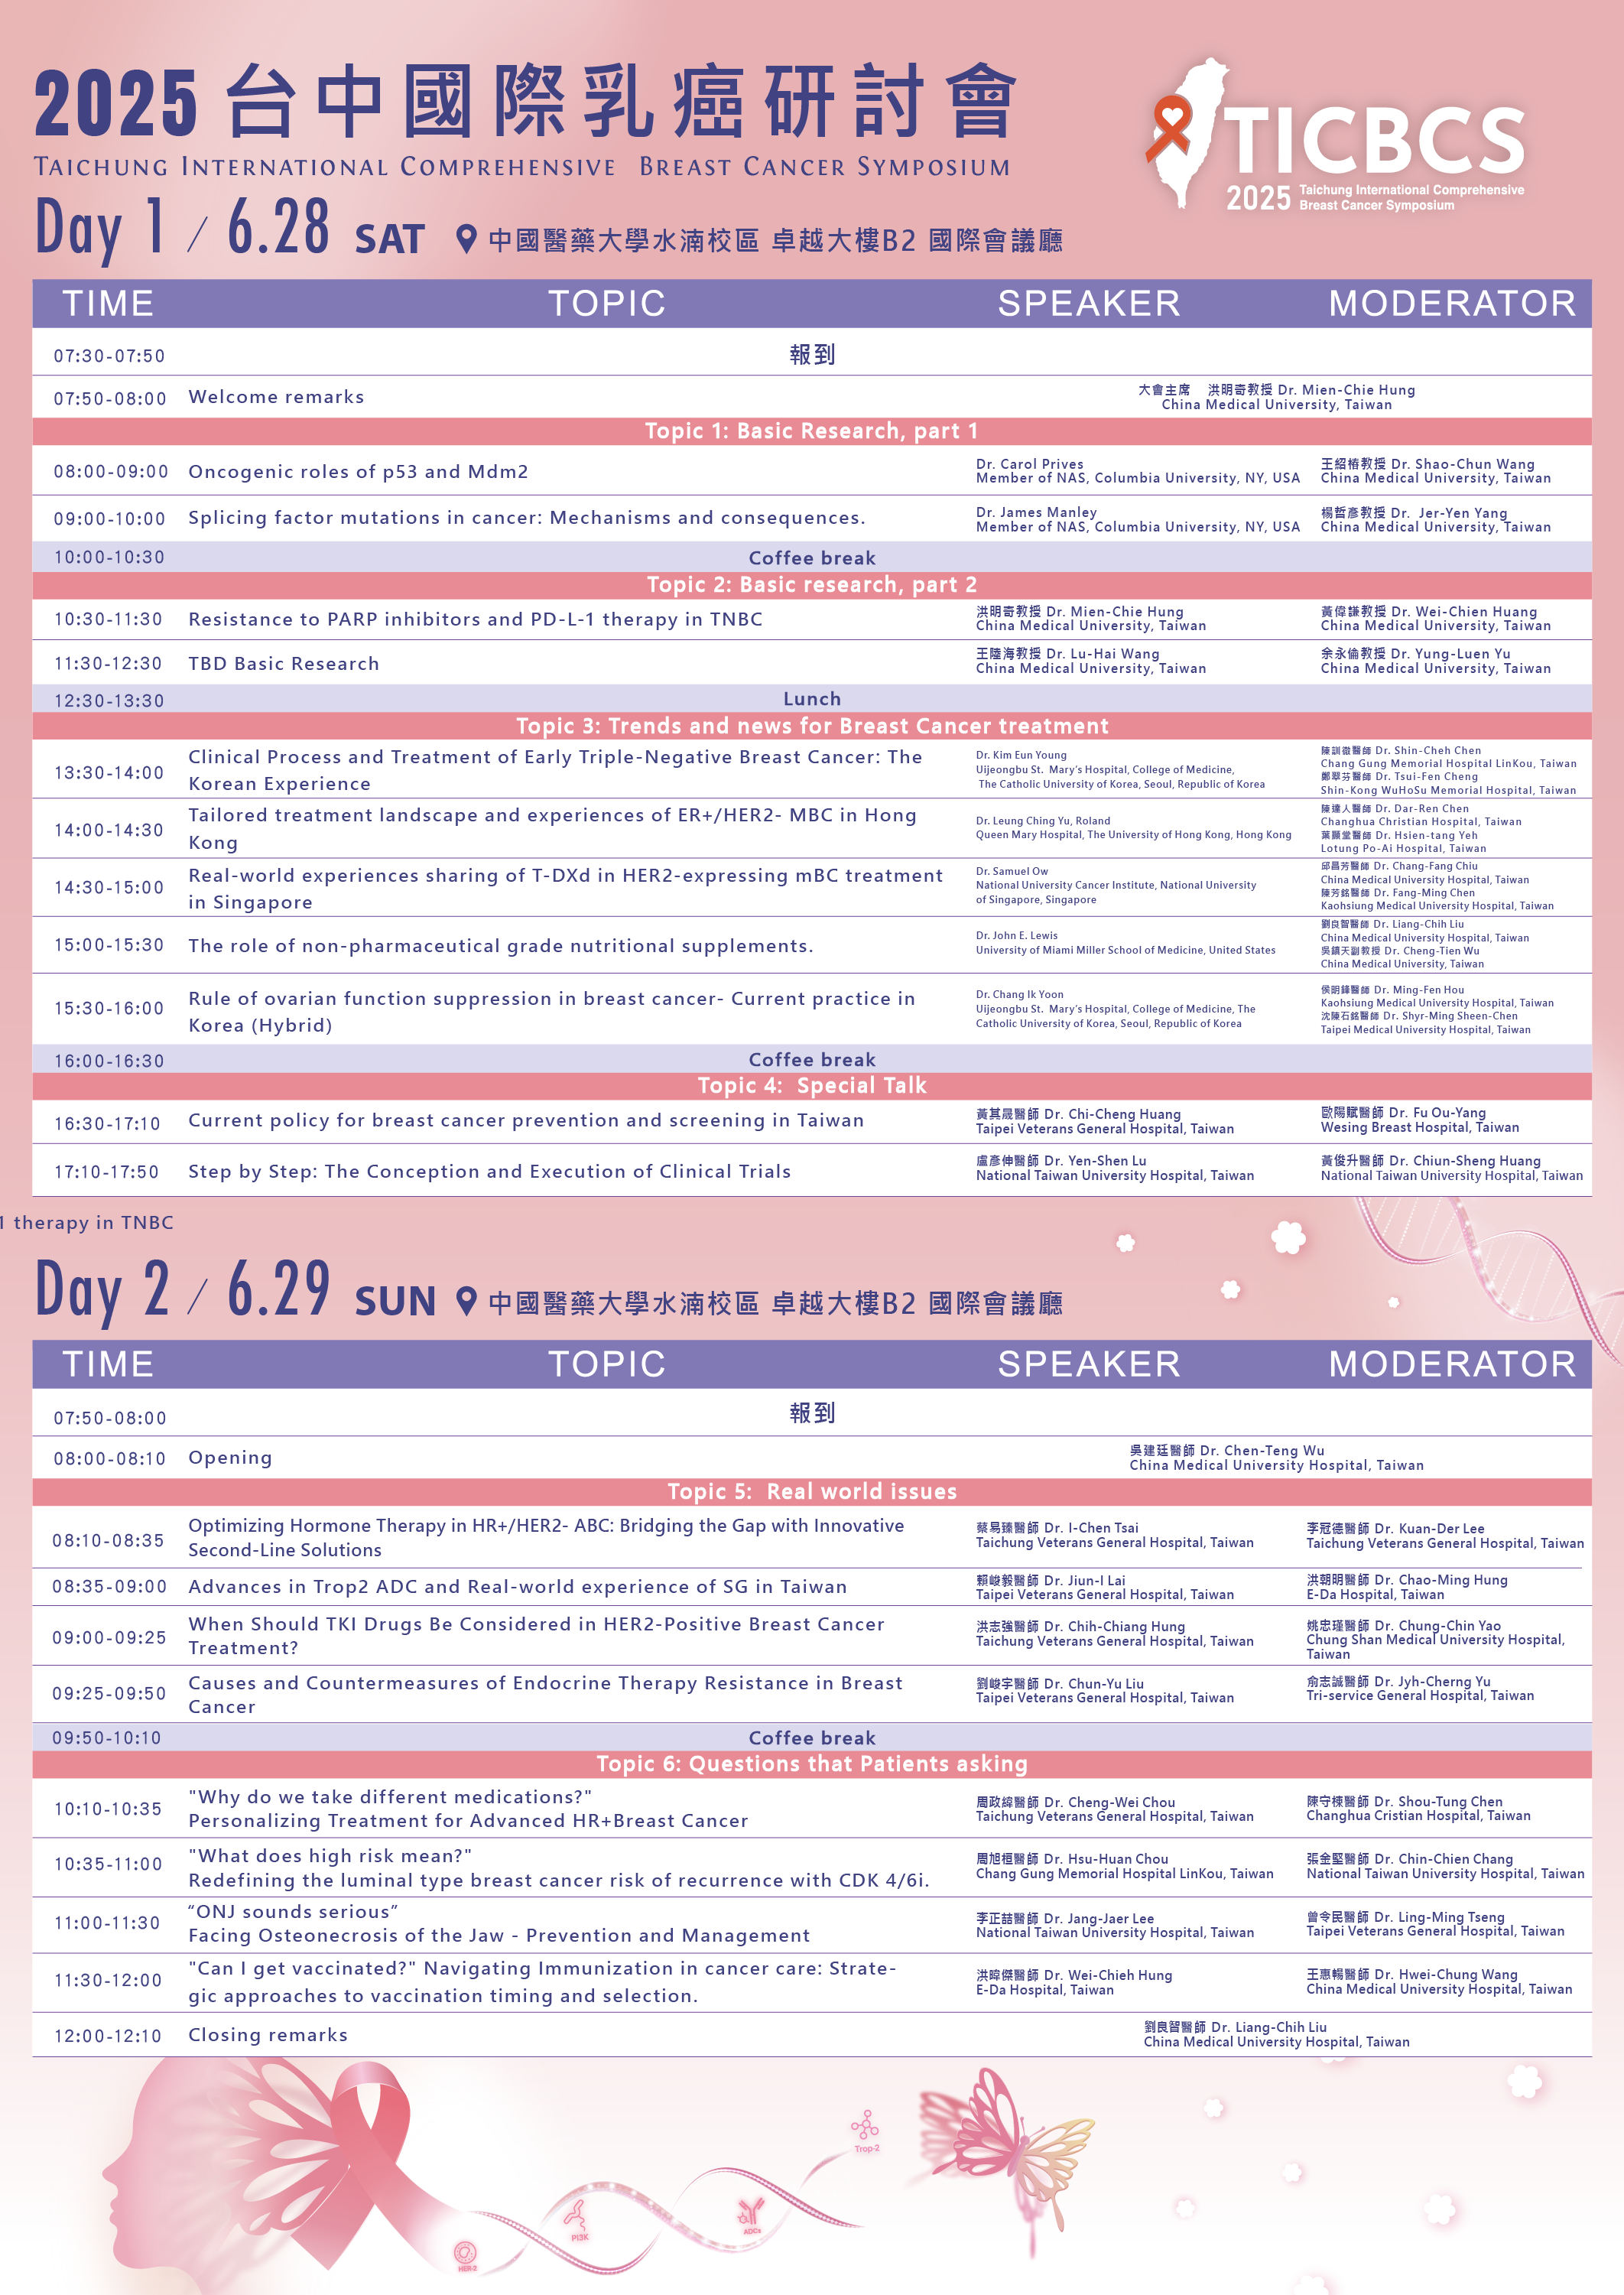 2025 台中國際乳癌研討會
TAICHUNG INTERNATIONAL COMPREHENSIVE BREAST CANCER SYMPOSIUM
TICBCS
2025 Taichung International Comprehensive
Breast Cancer Symposium
Day 1 / 6.28 SAT 中國醫藥大學水湳校區 卓越大樓B2 國際會議廳
TIME TOPIC SPEAKER MODERATOR
07:30-07:50 報到
07:50-08:00 Welcome remarks
大會主席 洪明奇教授 Dr. Mien-Chie Hung
China Medical University, Taiwan
Topic 1: Basic Research, part 1
08:00-09:00 Oncogenic roles of p53 and Mdm2
Dr. Carol Prives
Member of NAS, Columbia University, NY, USA
王紹椿教授 Dr. Shao-Chun Wang
China Medical University, Taiwan
09:00-10:00 Splicing factor mutations in cancer: Mechanisms and consequences.
Dr. James Manley
Member of NAS, Columbia University, NY, USA
楊哲彥教授 Dr. Jer-Yen Yang
China Medical University, Taiwan
10:00-10:30 Coffee break
Topic 2: Basic research, part 2
10:30-11:30 Resistance to PARP inhibitors and PD-L-1 therapy in TNBC
洪明奇教授 Dr. Mien-Chie Hung
China Medical University, Taiwan
黃偉謙教授 Dr. Wei-Chien Huang
China Medical University, Taiwan
11:30-12:30 TBD Basic Research
王陸海教授 Dr. Lu-Hai Wang
China Medical University, Taiwan
余永倫教授 Dr. Yung-Luen Yu
China Medical University, Taiwan
12:30-13:30 Lunch
Topic 3: Trends and news for Breast Cancer treatment
13:30-14:00 Clinical Process and Treatment of Early Triple-Negative Breast Cancer: The
Korean Experience
Dr. Kim Eun Young
Uijeongbu St. Mary's Hospital, College of Medicine,
The Catholic University of Korea, Seoul, Republic of Korea
陳訓徹醫師 Dr. Shin-Cheh Chen
Chang Gung Memorial Hospital LinKou, Taiwan
鄭翠芬醫師 Dr. Tsui-Fen Cheng
Shin-Kong WuHoSu Memorial Hospital, Taiwan
14:00-14:30 Tailored treatment landscape and experiences of ER+/HER2- MBC in Hong
Kong
Dr. Leung Ching Yu, Roland
Queen Mary Hospital, The University of Hong Kong, Hong Kong
陳達人醫師 Dr. Dar-Ren Chen
Changhua Christian Hospital, Taiwan
葉顯堂醫師 Dr. Hsien-tang Yeh
Lotung Po-Ai Hospital, Taiwan
14:30-15:00 Real-world experiences sharing of T-DXd in HER2-expressing mBC treatment
in Singapore
Dr. Samuel Ow
National University Cancer Institute, National University
of Singapore, Singapore
邱昌芳醫師 Dr. Chang-Fang Chiu
China Medical University Hospital, Taiwan
陳芳銘醫師 Dr. Fang-Ming Chen
Kaohsiung Medical University Hospital, Taiwan
15:00-15:30 The role of non-pharmaceutical grade nutritional supplements.
Dr. John E. Lewis
University of Miami Miller School of Medicine, United States
劉良智醫師 Dr. Liang-Chih Liu
China Medical University Hospital, Taiwan
吳鎮天副教授 Dr. Cheng-Tien Wu
China Medical University, Taiwan
15:30-16:00 Rule of ovarian function suppression in breast cancer- Current practice in
Korea (Hybrid)
Dr. Chang Ik Yoon
Uijeongbu St. Mary's Hospital, College of Medicine, The
Catholic University of Korea, Seoul, Republic of Korea
侯明鋒醫師 Dr. Ming-Fen Hou
Kaohsiung Medical University Hospital, Taiwan
沈陳石銘醫師 Dr. Shyr-Ming Sheen-Chen
Taipei Medical University Hospital, Taiwan
16:00-16:30 Coffee break
Topic 4: Special Talk
16:30-17:10 Current policy for breast cancer prevention and screening in Taiwan
黃其晟醫師 Dr. Chi-Cheng Huang
Taipei Veterans General Hospital, Taiwan
歐陽賦醫師 Dr. Fu Ou-Yang
Wesing Breast Hospital, Taiwan
17:10-17:50 Step by Step: The Conception and Execution of Clinical Trials
盧彥伸醫師 Dr. Yen-Shen Lu
National Taiwan University Hospital, Taiwan
黃俊升醫師 Dr. Chiun-Sheng Huang
National Taiwan University Hospital, Taiwan
1 therapy in TNBC
Day 2 / 6.29 SUN 中國醫藥大學水湳校區 卓越大樓B2 國際會議廳
TIME TOPIC SPEAKER MODERATOR
07:50-08:00 報到
08:00-08:10 Opening
吳建廷醫師 Dr. Chen-Teng Wu
China Medical University Hospital, Taiwan
Topic 5: Real world issues
08:10-08:35 Optimizing Hormone Therapy in HR+/HER2- ABC: Bridging the Gap with Innovative
Second-Line Solutions
蔡易臻醫師 Dr. I-Chen Tsai
Taichung Veterans General Hospital, Taiwan
李冠德醫師 Dr. Kuan-Der Lee
Taichung Veterans General Hospital, Taiwan
08:35-09:00 Advances in Trop2 ADC and Real-world experience of SG in Taiwan
賴峻毅醫師 Dr. Jiun-I Lai
Taipei Veterans General Hospital, Taiwan
洪朝明醫師 Dr. Chao-Ming Hung
E-Da Hospital, Taiwan
09:00-09:25 When Should TKI Drugs Be Considered in HER2-Positive Breast Cancer
Treatment?
洪志強醫師 Dr. Chih-Chiang Hung
Taichung Veterans General Hospital, Taiwan
姚忠瑾醫師 Dr. Chung-Chin Yao
Chung Shan Medical University Hospital,
Taiwan
09:25-09:50 Causes and Countermeasures of Endocrine Therapy Resistance in Breast
Cancer
劉峻宇醫師 Dr. Chun-Yu Liu
Taipei Veterans General Hospital, Taiwan
俞志誠醫師 Dr. Jyh-Cherng Yu
Tri-service General Hospital, Taiwan
09:50-10:10 Coffee break
Topic 6: Questions that Patients asking
10:10-10:35 "Why do we take different medications?"
Personalizing Treatment for Advanced HR+Breast Cancer
周政緯醫師 Dr. Cheng-Wei Chou
Taichung Veterans General Hospital, Taiwan
陳守棟醫師 Dr. Shou-Tung Chen
Changhua Cristian Hospital, Taiwan
10:35-11:00 "What does high risk mean?"
Redefining the luminal type breast cancer risk of recurrence with CDK 4/6i.
周旭桓醫師 Dr. Hsu-Huan Chou
Chang Gung Memorial Hospital LinKou, Taiwan
張金堅醫師 Dr. Chin-Chien Chang
National Taiwan University Hospital, Taiwan
11:00-11:30 “ONJ sounds serious”
Facing Osteonecrosis of the Jaw - Prevention and Management
李正喆醫師 Dr. Jang-Jaer Lee
National Taiwan University Hospital, Taiwan
曾令民醫師 Dr. Ling-Ming Tseng
Taipei Veterans General Hospital, Taiwan
11:30-12:00 "Can I get vaccinated?" Navigating Immunization in cancer care: Strate-
gic approaches to vaccination timing and selection.
洪暐傑醫師 Dr. Wei-Chieh Hung
E-Da Hospital, Taiwan
王惠暢醫師 Dr. Hwei-Chung Wang
China Medical University Hospital, Taiwan
12:00-12:10 Closing remarks
劉良智醫師 Dr. Liang-Chih Liu
China Medical University Hospital, Taiwan
Trop-2
PI3K
ADCs
HER-2